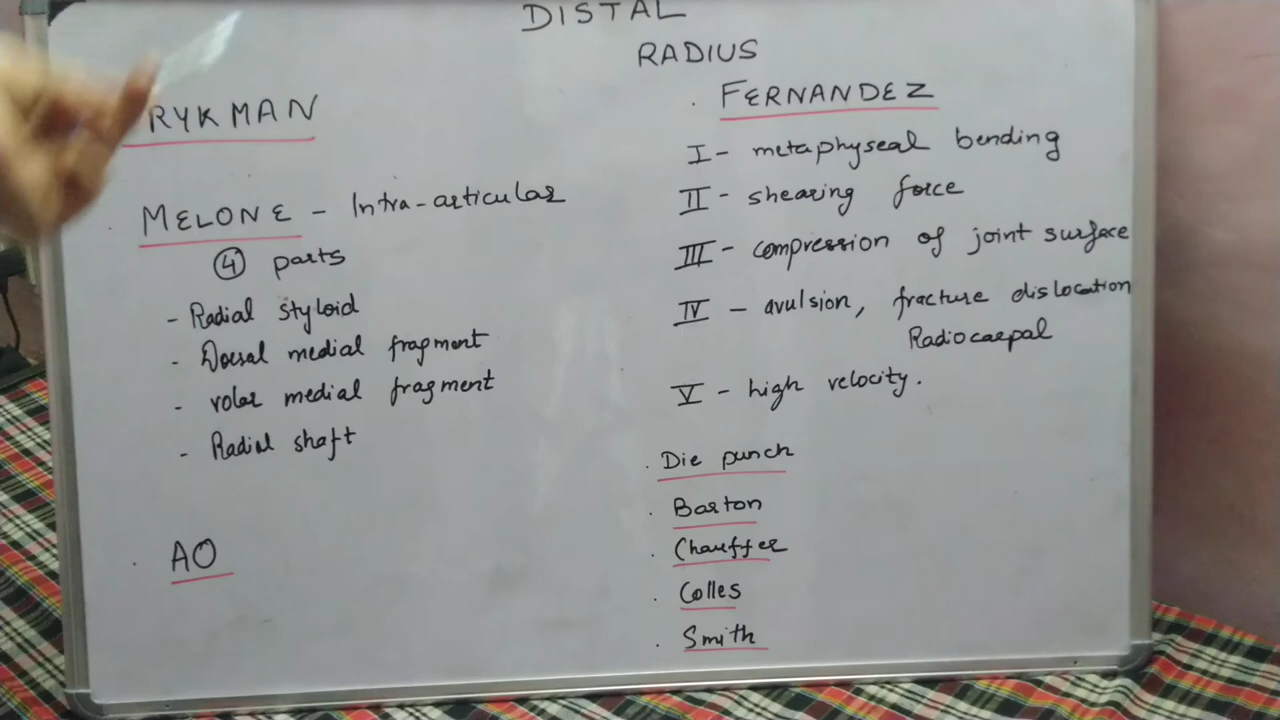 DISTAL
RADIUS
RYKMAN
MELONE - Intra-articular
4 parts
- Radial styloid
- Dorsal medial fragment
- volar medial fragment
- Radial shaft
. AO
. FERNANDEZ
I - metaphyseal bending
II - shearing force
III - compression of joint surface
IV - avulsion, fracture dislocation
Radiocarpal
V - high velocity.
. Die punch
. Barton
. Chauffer
. Colles
. Smith